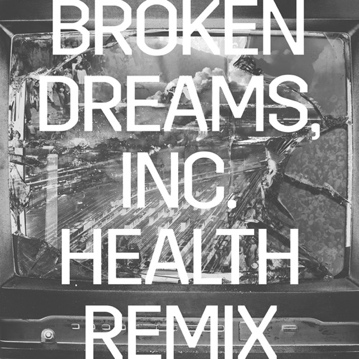 BROKEN
DREAMS,
INC.
HEALTH
REMIX